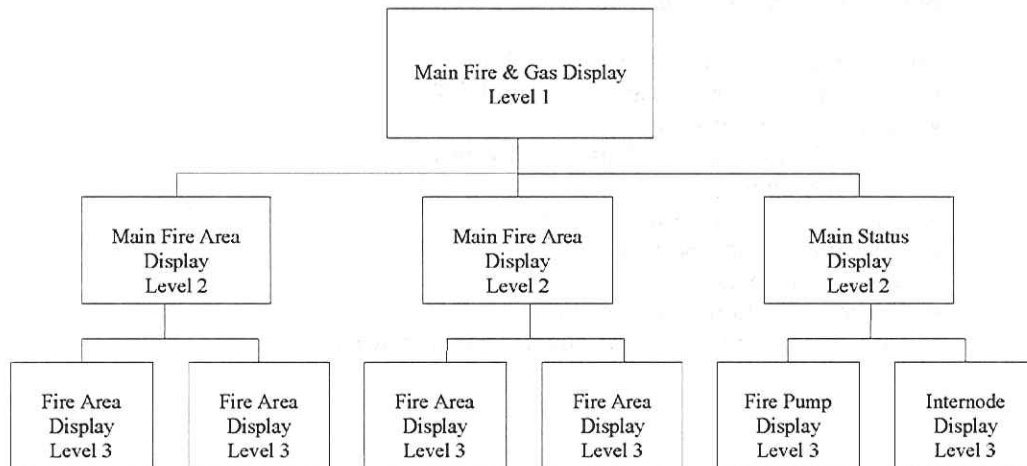 Main Fire & Gas Display
Level 1
Main Fire Area
Display
Level 2
Main Fire Area
Display
Level 2
Main Status
Display
Level 2
Fire Area
Display
Level 3
Fire Area
Display
Level 3
Fire Area
Display
Level 3
Fire Area
Display
Level 3
Fire Pump
Display
Level 3
Internode
Display
Level 3